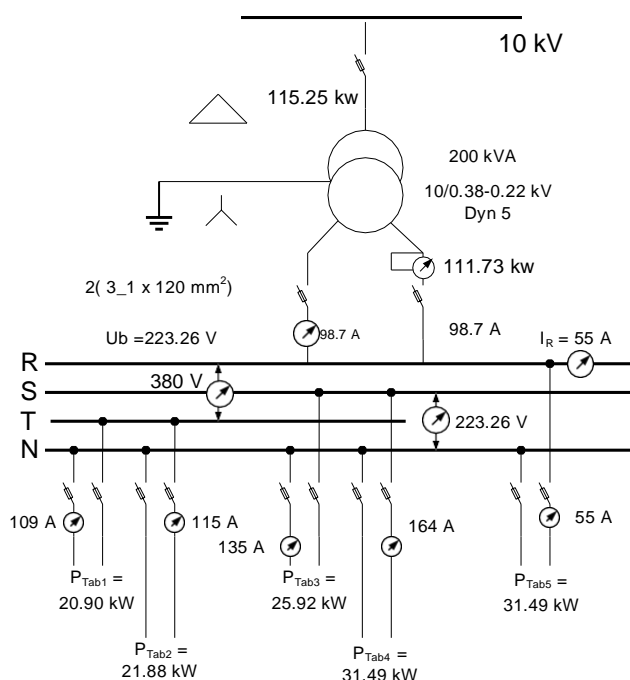 10 kV
115.25 kw
200 kVA
10/0.38-0.22 kV
Dyn 5
111.73 kw
2( 3_1 x 120 mm²)
Ub =223.26 V
98.7 A
98.7 A
I_R = 55 A
R
380 V
S
T
223.26 V
N
109 A
115 A
135 A
164 A
55 A
P_Tab1 =
20.90 kW
P_Tab2 =
21.88 kW
P_Tab3 =
25.92 kW
P_Tab4 =
31.49 kW
P_Tab5 =
31.49 kW